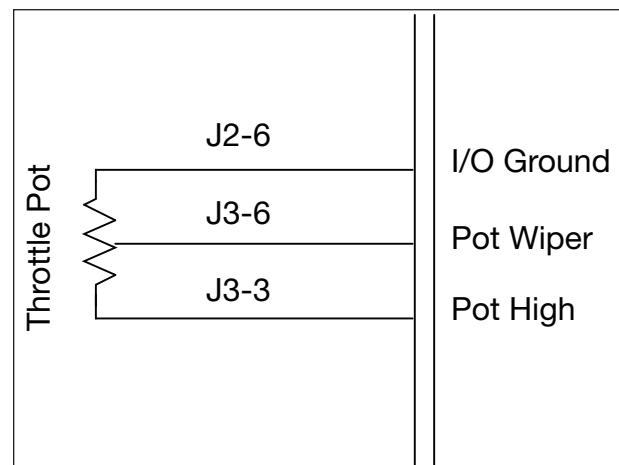 Throttle Pot
J2-6
I/O Ground
J3-6
Pot Wiper
J3-3
Pot High